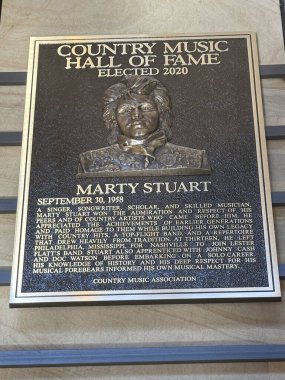 COUNTRY MUSIC
HALL OF FAME
ELECTED 2020
MARTY STUART
SEPTEMBER 30, 1958
A SINGER, SONGWRITER, SCHOLAR, AND SKILLED MUSICIAN,
MARTY STUART WON THE ADMIRATION AND RESPECT OF HIS
PEERS AND OF COUNTRY ARTISTS WHO CAME BEFORE HIM. HE
APPRECIATED THE ACHIEVEMENTS OF EARLIER GENERATIONS
AND PAID HOMAGE TO THEM WHILE BUILDING HIS OWN LEGACY
WITH COUNTRY HITS, A TOP-FLIGHT BAND, AND A REPERTOIRE
THAT DREW HEAVILY FROM TRADITION. AT THIRTEEN, HE LEFT
PHILADELPHIA, MISSISSIPPI, FOR NASHVILLE TO JOIN LESTER
FLATT'S BAND. STUART ALSO APPRENTICED WITH JOHNNY CASH
AND DOC WATSON BEFORE EMBARKING ON A SOLO CAREER.
HIS KNOWLEDGE OF HISTORY AND HIS DEEP RESPECT FOR HIS
MUSICAL FOREBEARS INFORMED HIS OWN MUSICAL MASTERY.
COUNTRY MUSIC ASSOCIATION